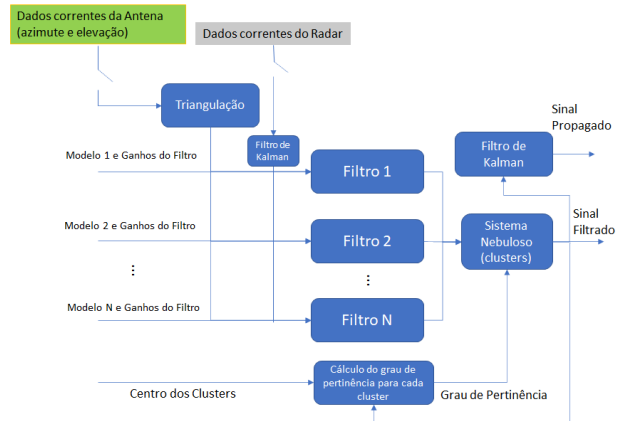 Dados correntes da Antena
(azimute e elevação)
Dados correntes do Radar
Triangulação
Sinal
Propagado
Filtro de
Kalman
Filtro de
Kalman
Modelo 1 e Ganhos do Filtro
Filtro 1
Modelo 2 e Ganhos do Filtro
Filtro 2
Sistema
Nebuloso
(clusters)
Sinal
Filtrado
...
...
Modelo N e Ganhos do Filtro
Filtro N
Cálculo do grau de
pertinência para cada
cluster
Centro dos Clusters
Grau de Pertinência